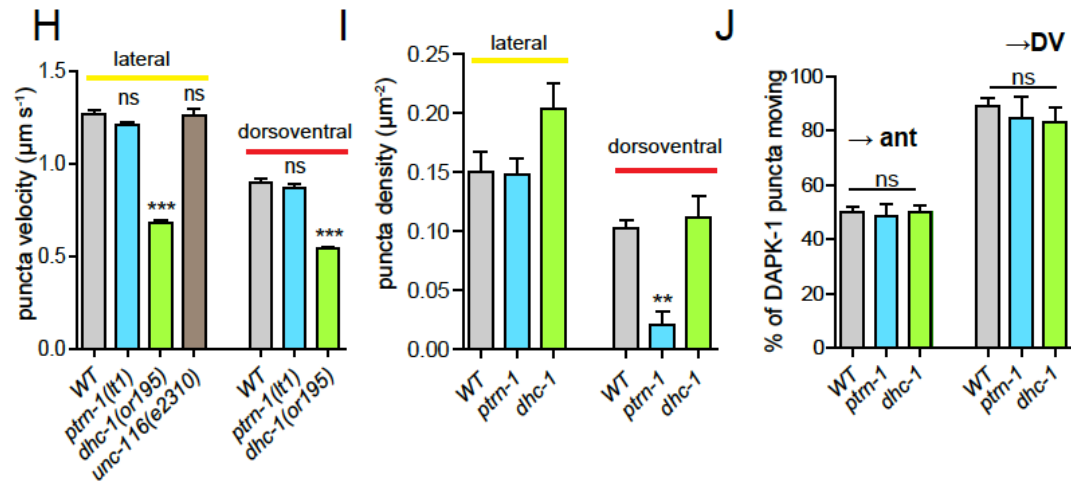 H
lateral
puncta velocity (µm s⁻¹)
1.5
1.0
0.5
0.0
ns
***
ns
dorsoventral
ns
***
WT
ptrn-1(lt1)
dhc-1(or195)
unc-116(e2310)
WT
ptrn-1(lt1)
dhc-1(or195)
I
lateral
puncta density (µm⁻²)
0.25
0.20
0.15
0.10
0.05
0.00
dorsoventral
**
WT
ptrn-1
dhc-1
WT
ptrn-1
dhc-1
J
→DV
% of DAPK-1 puncta moving
100
80
60
40
20
0
→ ant
ns
ns
WT
ptrn-1
dhc-1
WT
ptrn-1
dhc-1